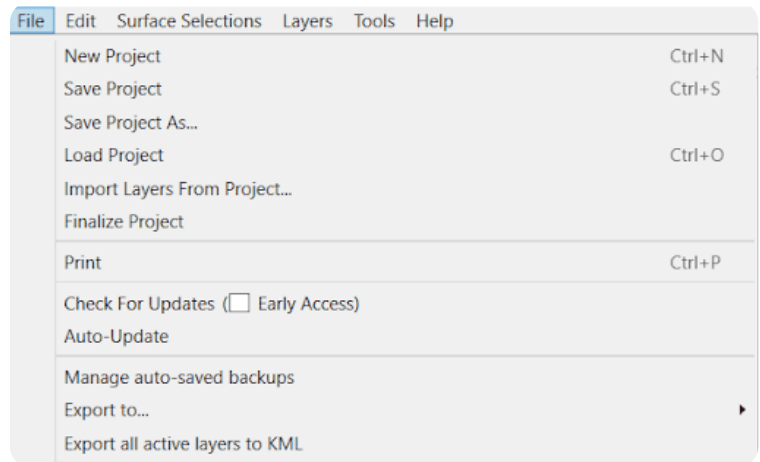 File Edit Surface Selections Layers Tools Help
New Project Ctrl+N
Save Project Ctrl+S
Save Project As...
Load Project Ctrl+O
Import Layers From Project...
Finalize Project
Print Ctrl+P
Check For Updates ( Early Access)
Auto-Update
Manage auto-saved backups
Export to...
Export all active layers to KML